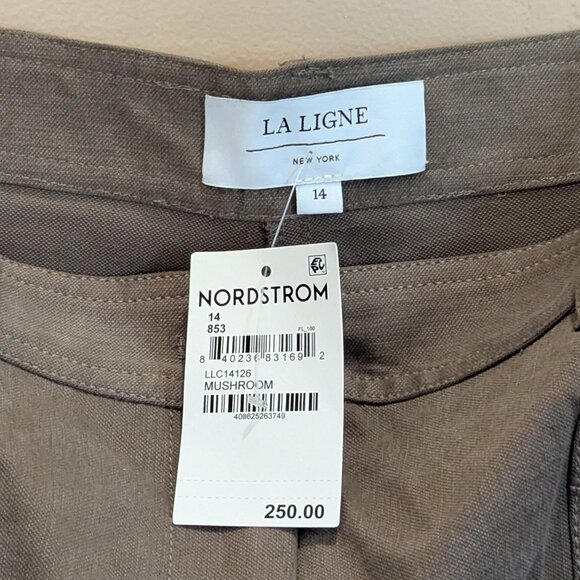 LA LIGNE
NEW YORK
14
NORDSTROM
14
853
FL_100
8 40236 83169 2
LLC14126
MUSHROOM
408625263749
250.00